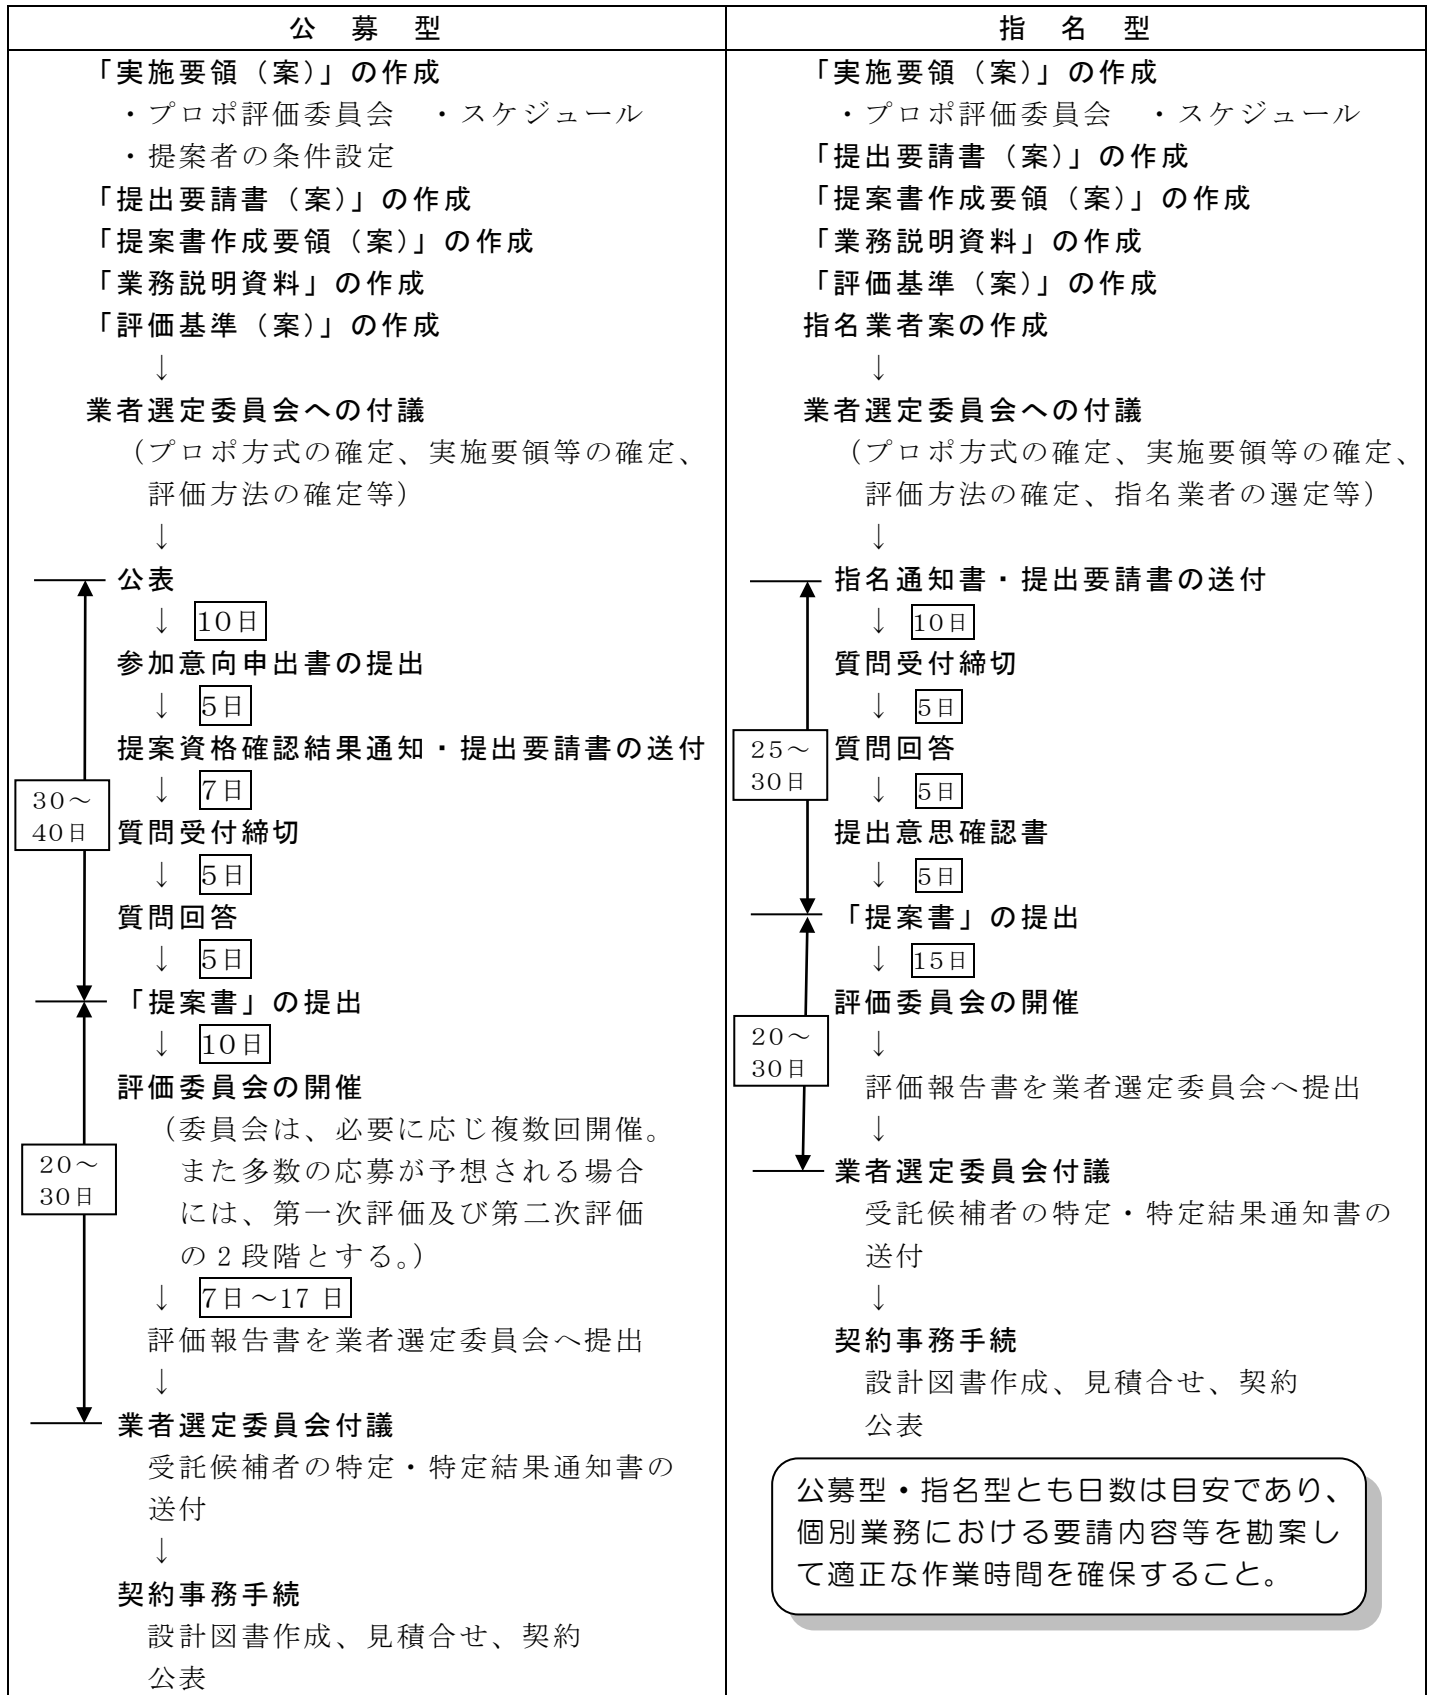 公　募　型
「実施要領（案）」の作成
・プロポ評価委員会　・スケジュール
・提案者の条件設定
「提出要請書（案）」の作成
「提案書作成要領（案）」の作成
「業務説明資料」の作成
「評価基準（案）」の作成
↓
業者選定委員会への付議
（プロポ方式の確定、実施要領等の確定、
評価方法の確定等）
↓
公表
↓ 10日
参加意向申出書の提出
↓ 5日
提案資格確認結果通知・提出要請書の送付
↓ 7日
30～
40日
質問受付締切
↓ 5日
質問回答
↓ 5日
「提案書」の提出
↓ 10日
評価委員会の開催
（委員会は、必要に応じ複数回開催。
また多数の応募が予想される場合
には、第一次評価及び第二次評価
の２段階とする。）
20～
30日
↓ 7日～17 日
評価報告書を業者選定委員会へ提出
↓
業者選定委員会付議
受託候補者の特定・特定結果通知書の
送付
↓
契約事務手続
設計図書作成、見積合せ、契約
公表
指　名　型
「実施要領（案）」の作成
・プロポ評価委員会　・スケジュール
「提出要請書（案）」の作成
「提案書作成要領（案）」の作成
「業務説明資料」の作成
「評価基準（案）」の作成
指名業者案の作成
↓
業者選定委員会への付議
（プロポ方式の確定、実施要領等の確定、
評価方法の確定、指名業者の選定等）
↓
指名通知書・提出要請書の送付
↓ 10日
質問受付締切
↓ 5日
25～
30日
質問回答
↓ 5日
提出意思確認書
↓ 5日
「提案書」の提出
↓ 15日
評価委員会の開催
20～
30日
↓
評価報告書を業者選定委員会へ提出
↓
業者選定委員会付議
受託候補者の特定・特定結果通知書の
送付
↓
契約事務手続
設計図書作成、見積合せ、契約
公表
公募型・指名型とも日数は目安であり、
個別業務における要請内容等を勘案し
て適正な作業時間を確保すること。